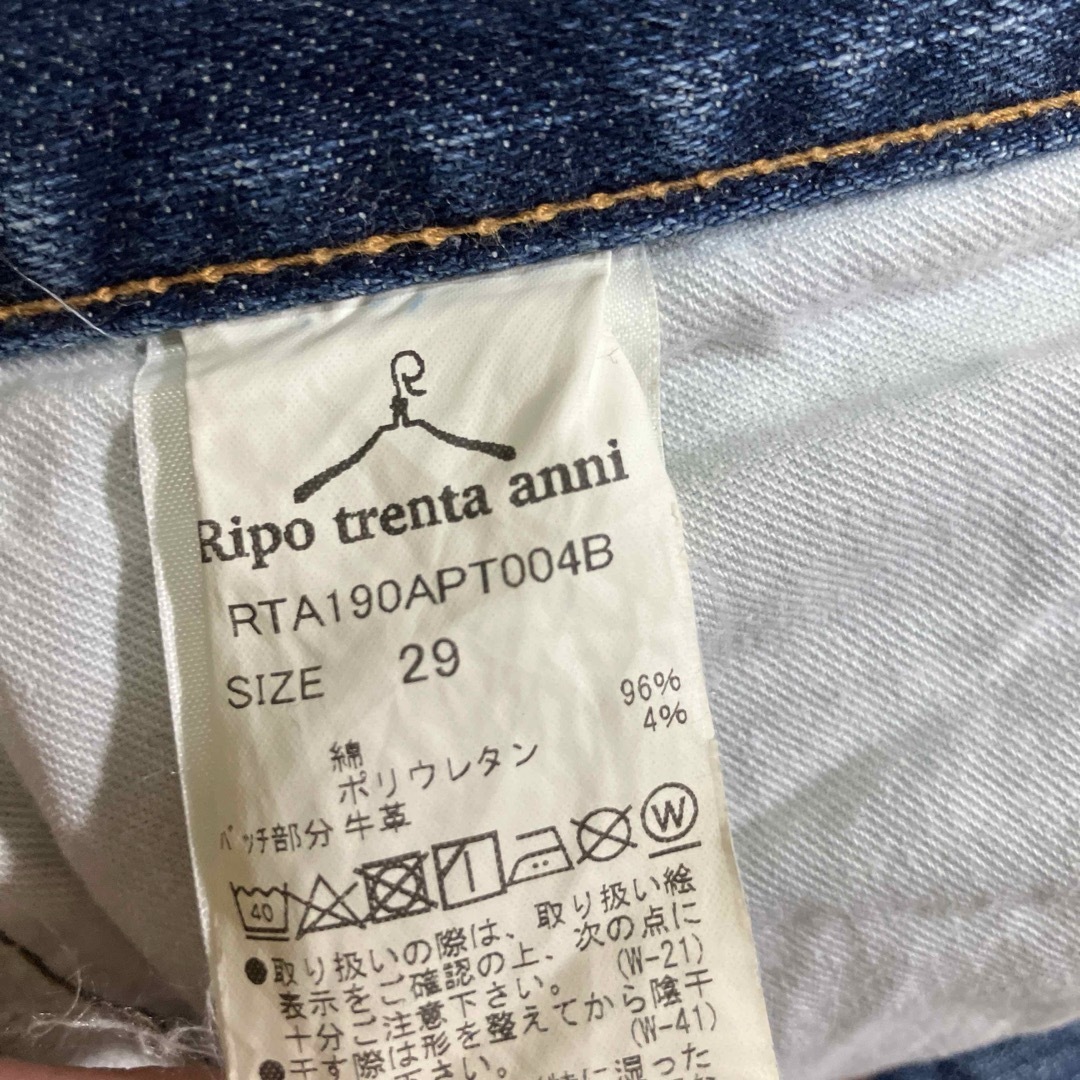 Ripo trenta anni
RTA190APT004B
SIZE 29
綿 96%
ポリウレタン 4%
パッチ部分 牛革
40 W
●取り扱いの際は、取り扱い絵
表示をご確認の上、次の点に
十分ご注意下さい。 (W-21)
●干す際は形を整えてから陰干
下さい。 (W-41)